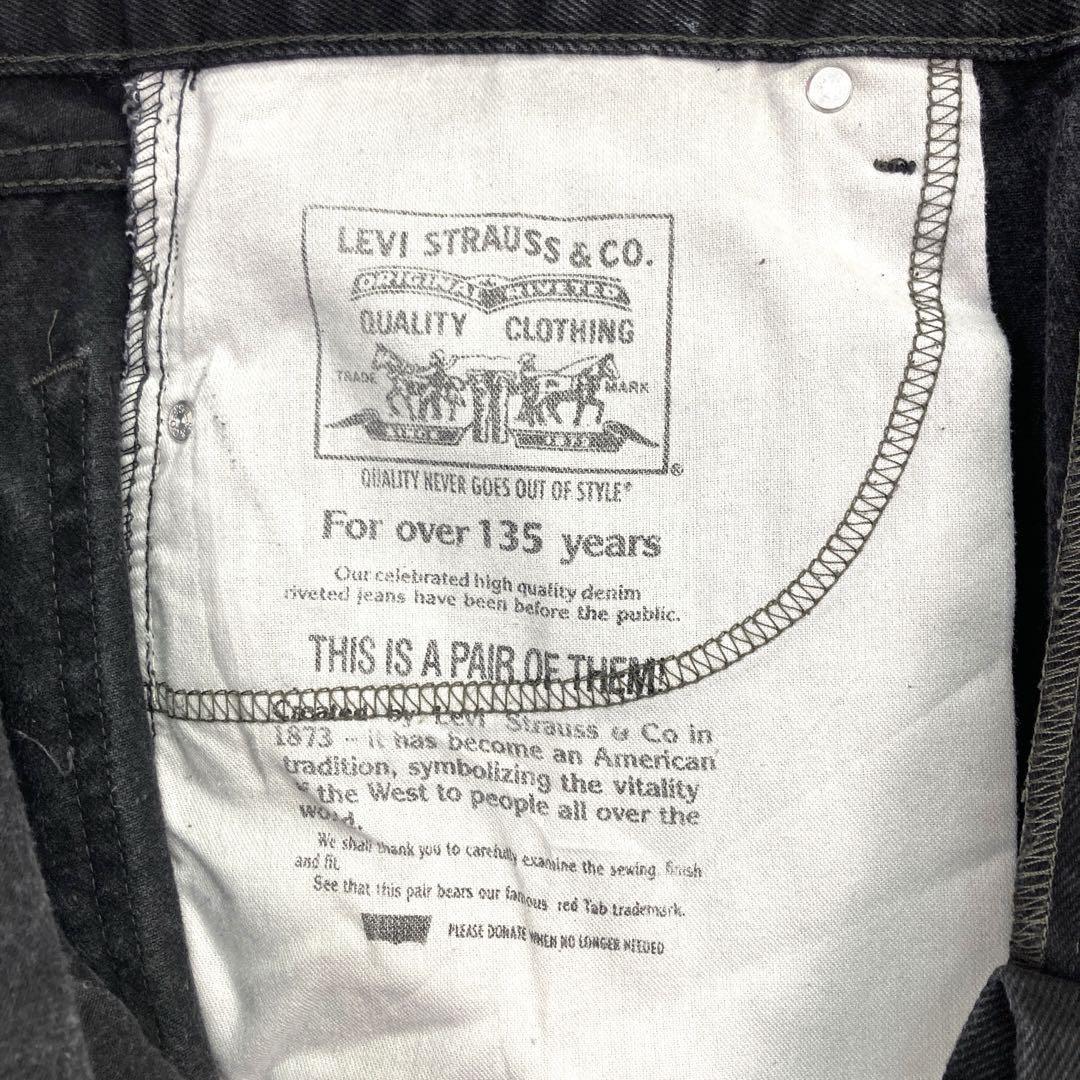 LEVI STRAUSS & CO.
ORIGINAL RIVETED
QUALITY CLOTHING
TRADE MARK
SINCE 1873
®
QUALITY NEVER GOES OUT OF STYLE®
For over 135 years
Our celebrated high quality denim
riveted jeans have been before the public.
THIS IS A PAIR OF THEM!
Created by Levi Strauss & Co in
1873 - it has become an American
tradition, symbolizing the vitality
the West to people all over the
We shall thank you to carefully examine the sewing, finish
and fit.
See that this pair bears our famous red Tab trademark.
PLEASE DONATE WHEN NO LONGER NEEDED